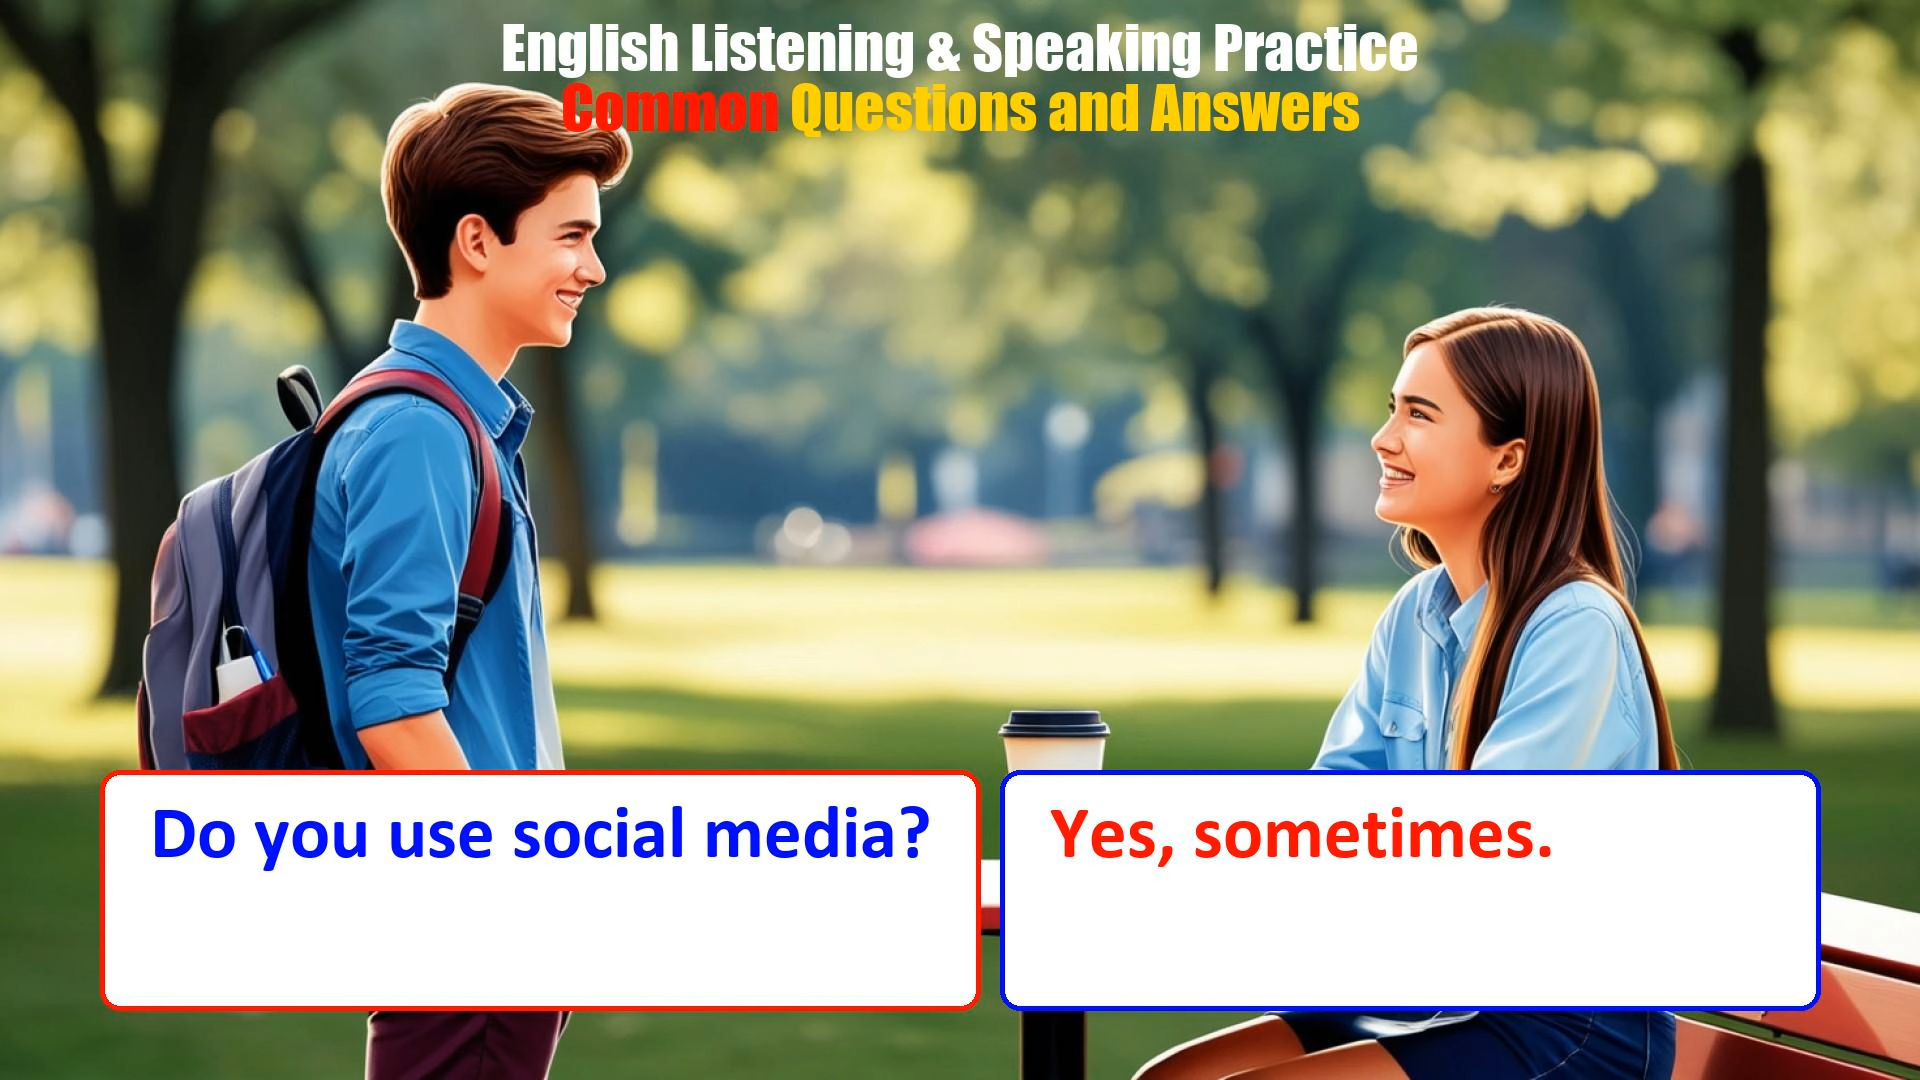 English Listening & Speaking Practice
Common Questions and Answers
Do you use social media?
Yes, sometimes.